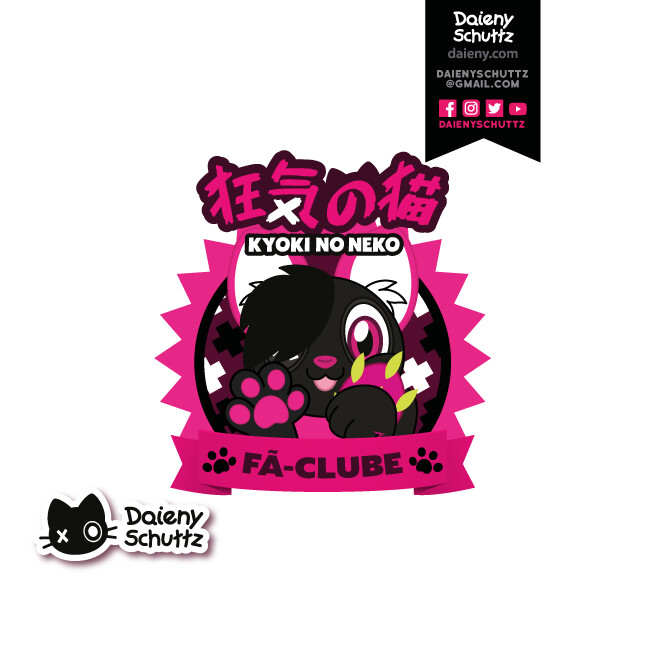 Daieny
Schuttz
daieny.com
DAIENYSCHUTTZ
@GMAIL.COM
DAIENYSCHUTTZ
狂気の猫
KYOKI NO NEKO
FÃ-CLUBE
Daieny
Schuttz